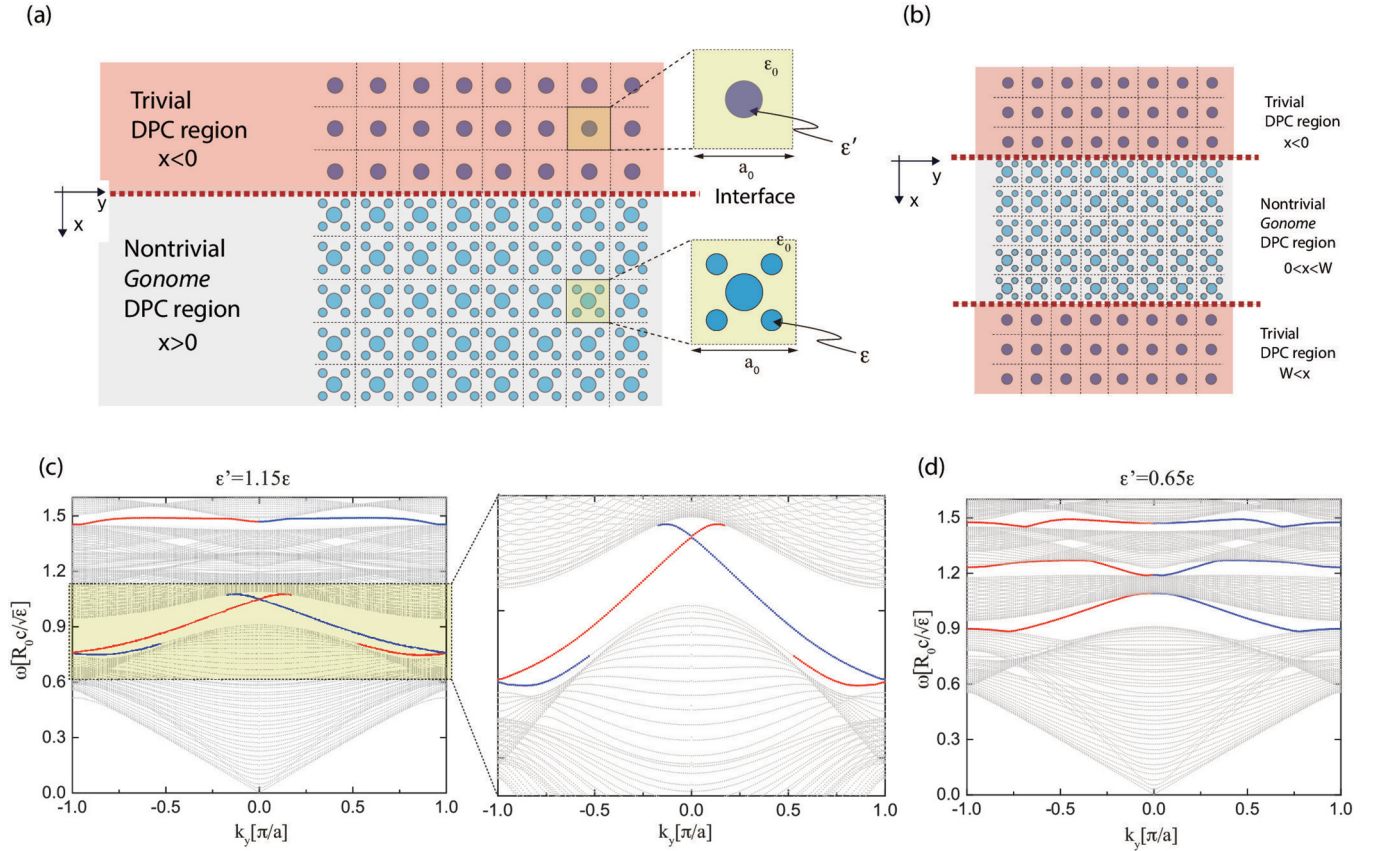 (a)
Trivial
DPC region
x<0
ε₀
ε’
a₀
Interface
y
x
Nontrivial
Gonome
DPC region
x>0
ε₀
ε
a₀
(b)
Trivial
DPC region
x<0
y
x
Nontrivial
Gonome
DPC region
0<x<W
Trivial
DPC region
W<x
(c)
ε’=1.15ε
ω[R₀c/√ε]
1.5
1.2
0.9
0.6
0.3
0.0
-1.0 -0.5 0.0 0.5 1.0
k_y[π/a]
-1.0 -0.5 0.0 0.5 1.0
k_y[π/a]
(d)
ε’=0.65ε
ω[R₀c/√ε]
1.5
1.2
0.9
0.6
0.3
0.0
-1.0 -0.5 0.0 0.5 1.0
k_y[π/a]